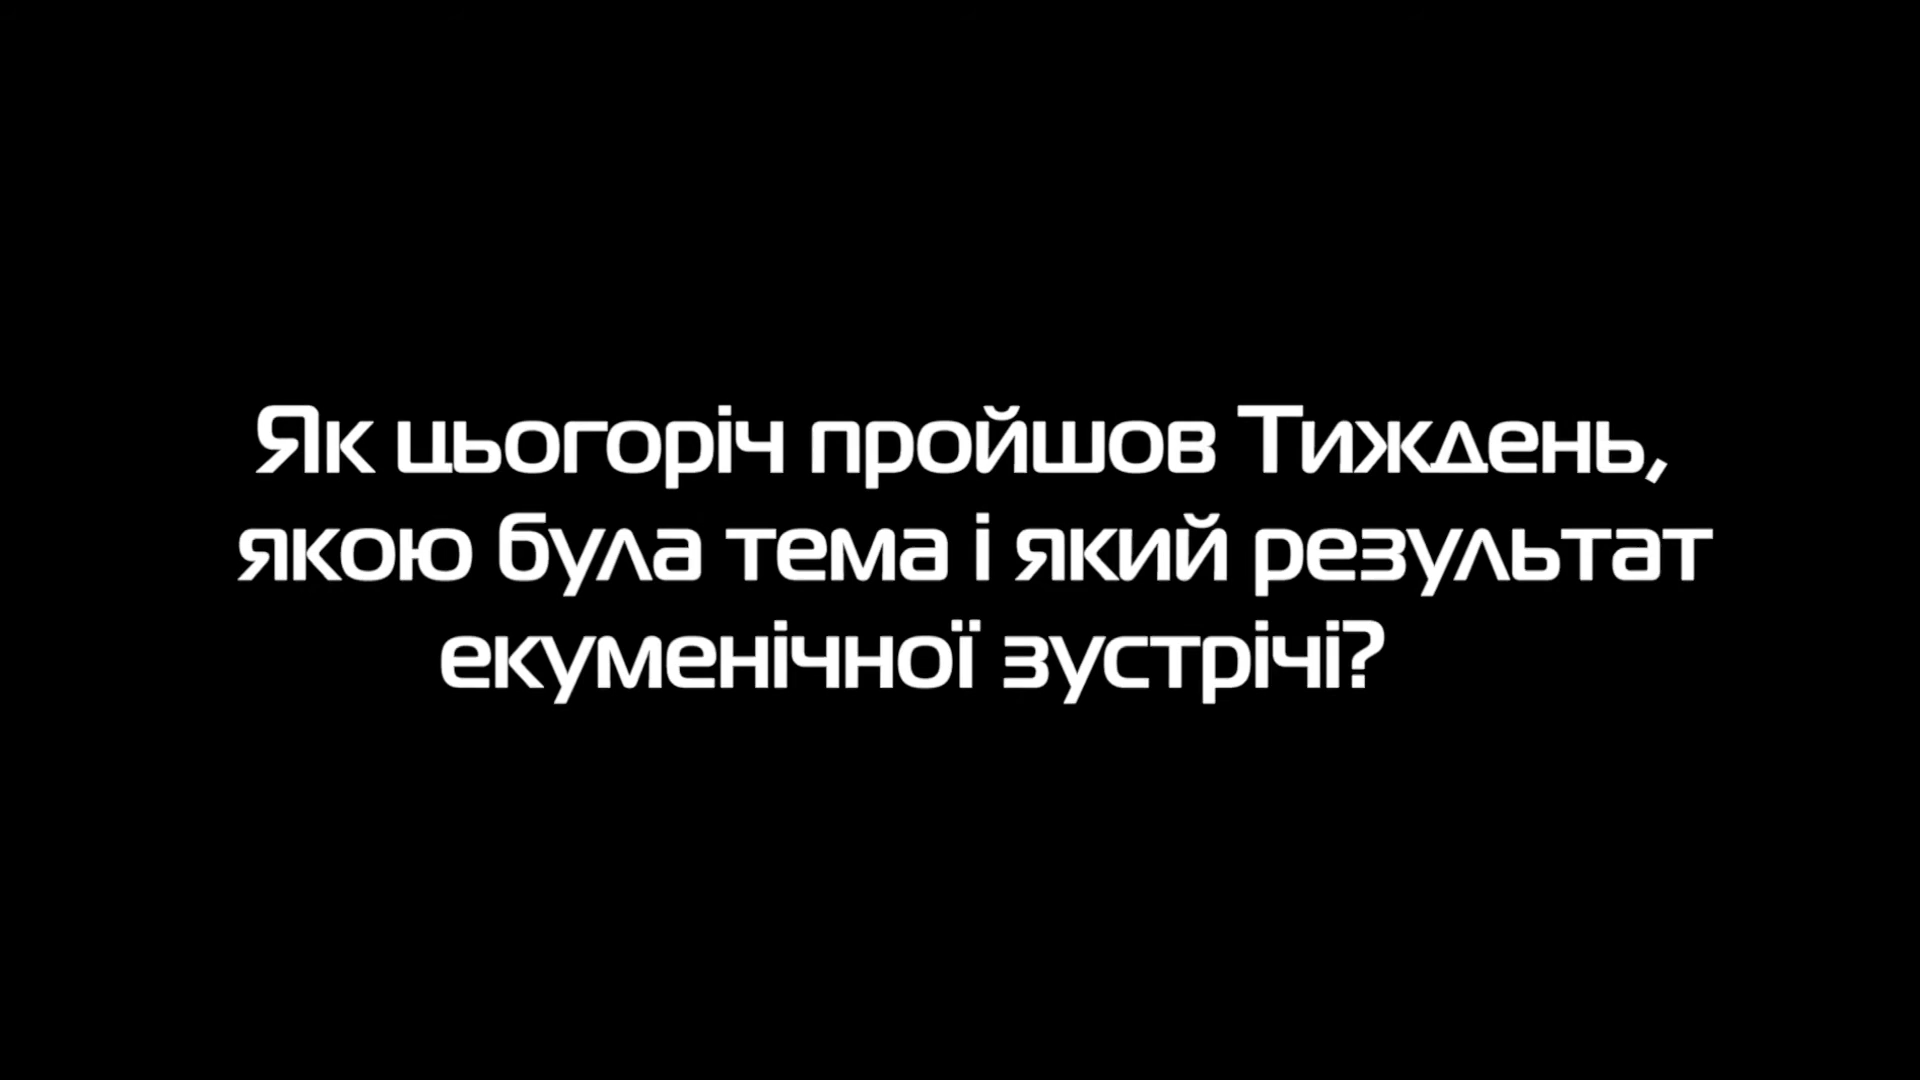 Як цьогоріч пройшов Тиждень,
якою була тема і який результат
екуменічної зустрічі?